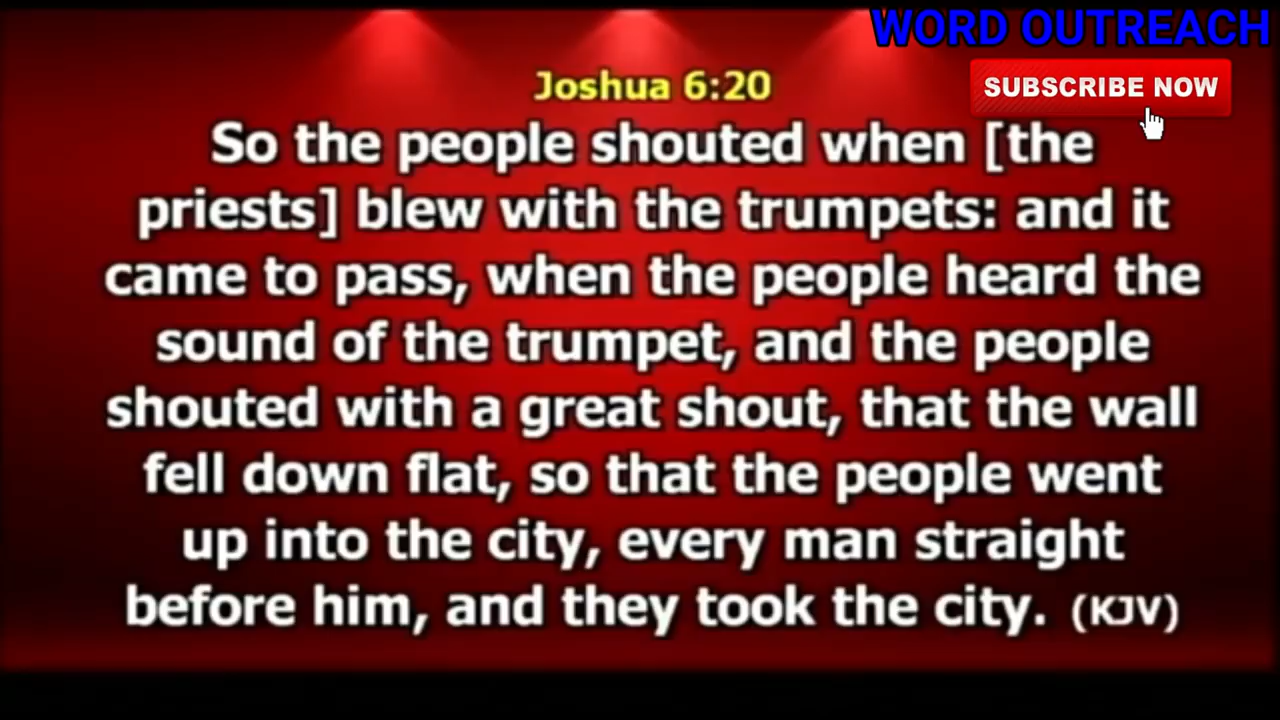 WORD OUTREACH
SUBSCRIBE NOW
Joshua 6:20
So the people shouted when [the
priests] blew with the trumpets: and it
came to pass, when the people heard the
sound of the trumpet, and the people
shouted with a great shout, that the wall
fell down flat, so that the people went
up into the city, every man straight
before him, and they took the city. (KJV)